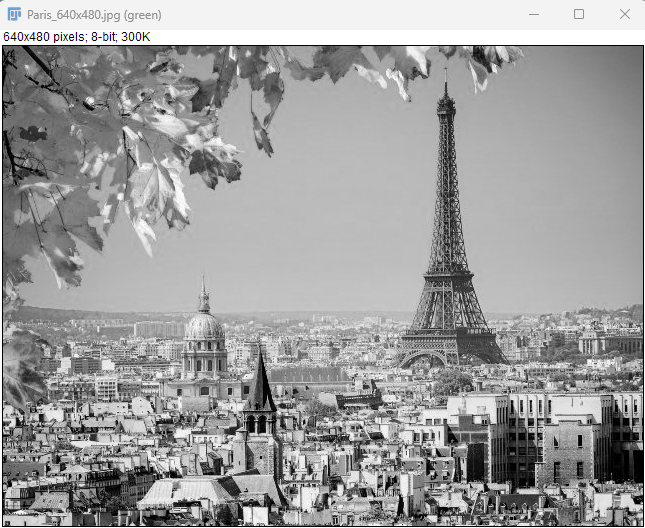 Paris_640x480.jpg (green)
640x480 pixels; 8-bit; 300K